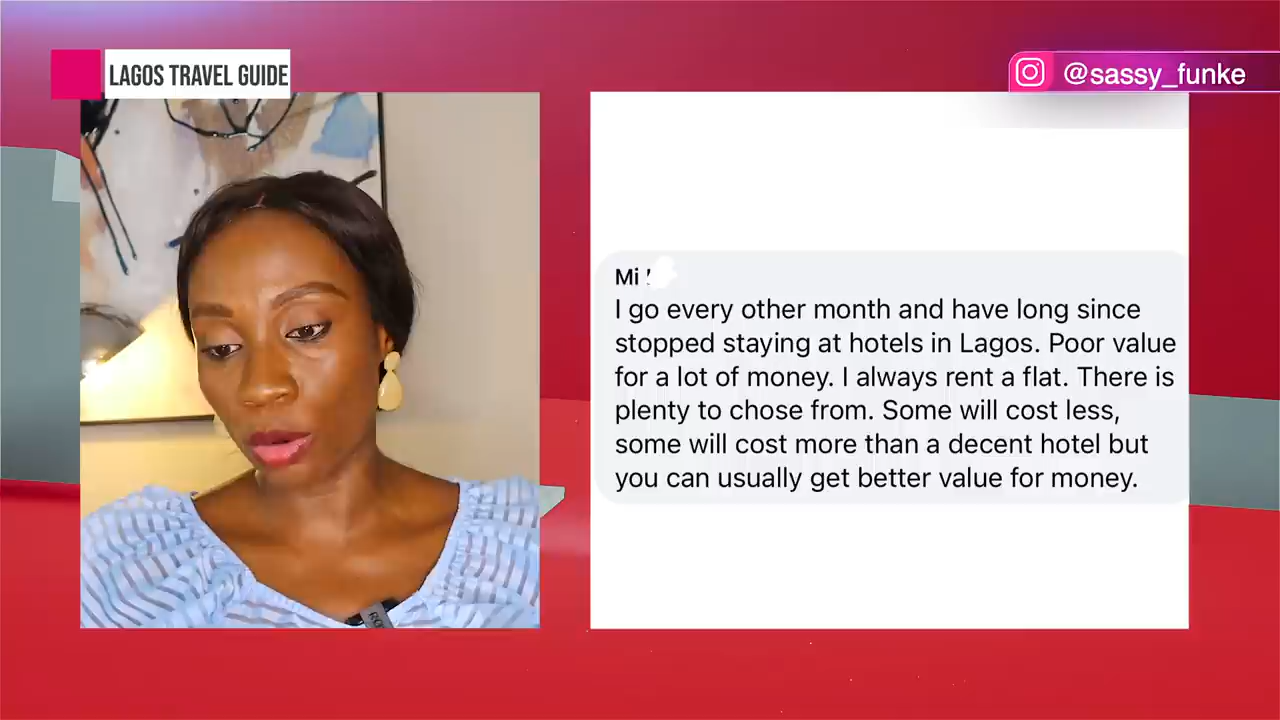 LAGOS TRAVEL GUIDE
@sassy_funke
Mi
I go every other month and have long since
stopped staying at hotels in Lagos. Poor value
for a lot of money. I always rent a flat. There is
plenty to chose from. Some will cost less,
some will cost more than a decent hotel but
you can usually get better value for money.